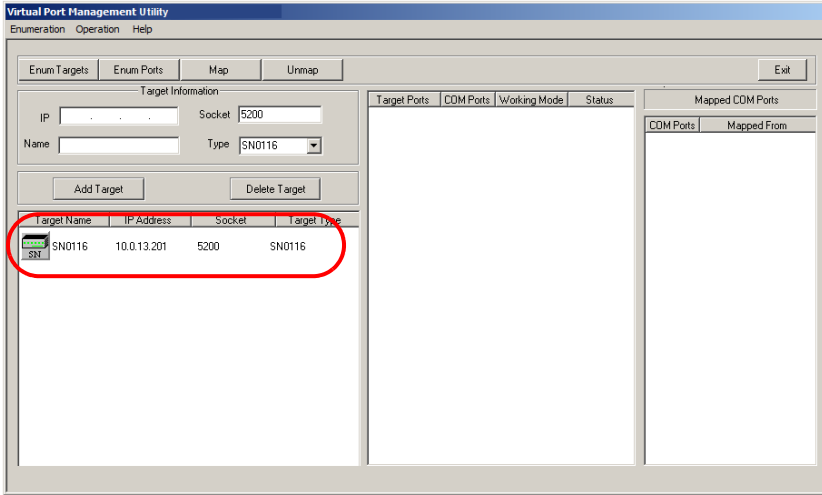 Virtual Port Management Utility
Enumeration Operation Help
Enum Targets Enum Ports Map Unmap Exit
Target Information
IP . . . Socket 5200
Name Type SN0116
Add Target Delete Target
Target Name IP Address Socket Target Type
SN SN0116 10.0.13.201 5200 SN0116
Target Ports COM Ports Working Mode Status
Mapped COM Ports
COM Ports Mapped From